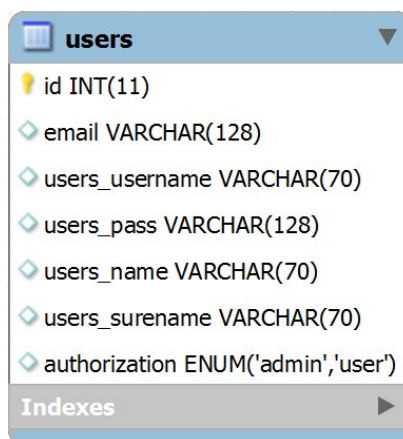 users
id INT(11)
email VARCHAR(128)
users_username VARCHAR(70)
users_pass VARCHAR(128)
users_name VARCHAR(70)
users_surename VARCHAR(70)
authorization ENUM('admin','user')
Indexes